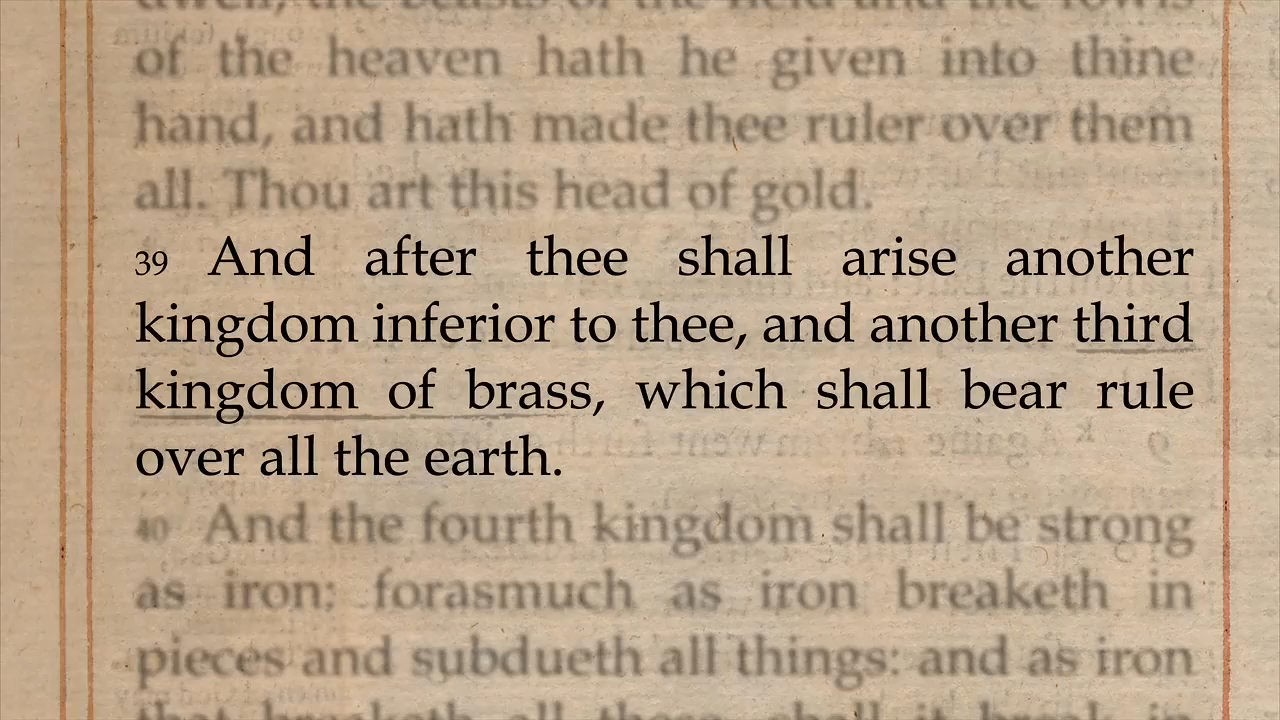 of the heaven hath he given into thine
hand, and hath made thee ruler over them
all. Thou art this head of gold.
39 And after thee shall arise another
kingdom inferior to thee, and another third
kingdom of brass, which shall bear rule
over all the earth.
40 And the fourth kingdom shall be strong
as iron: forasmuch as iron breaketh in
pieces and subdueth all things: and as iron